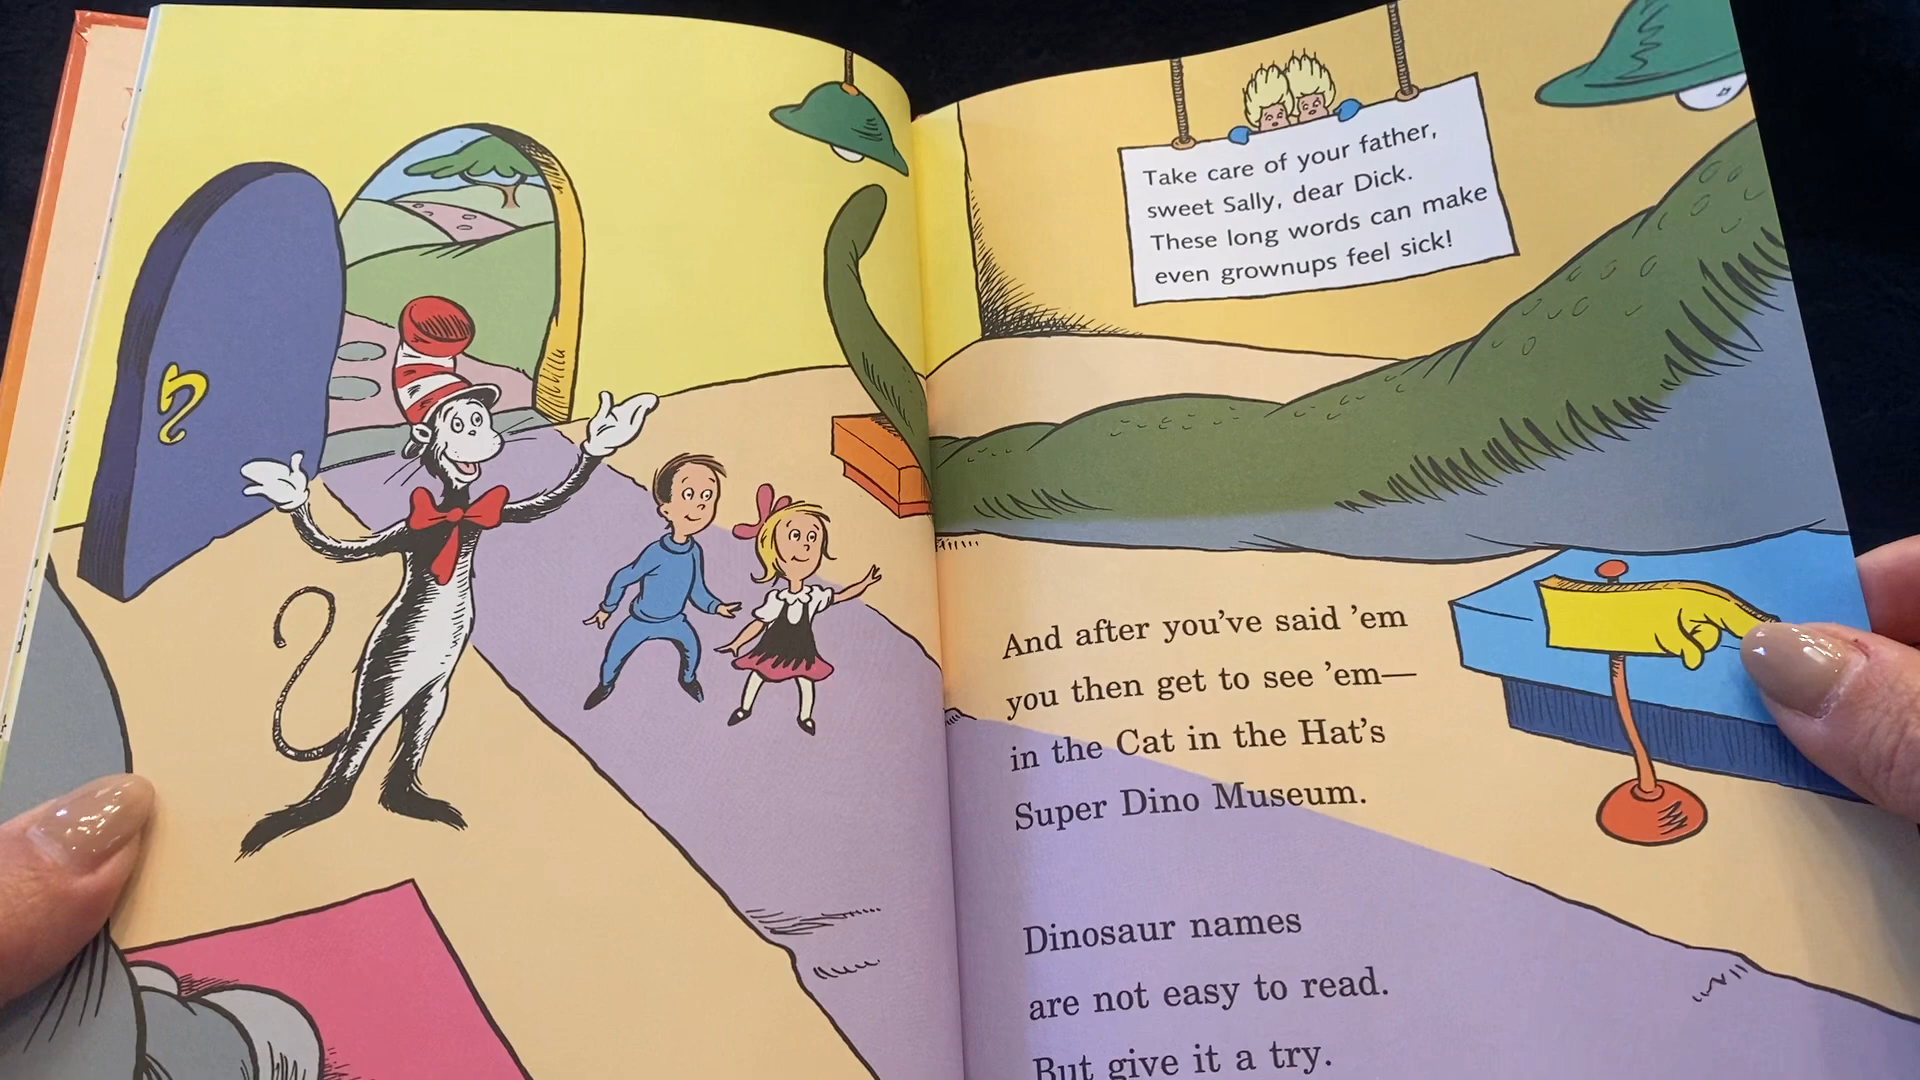 Take care of your father,
sweet Sally, dear Dick.
These long words can make
even grownups feel sick!
And after you've said 'em
you then get to see 'em—
in the Cat in the Hat's
Super Dino Museum.
Dinosaur names
are not easy to read.
But give it a try.